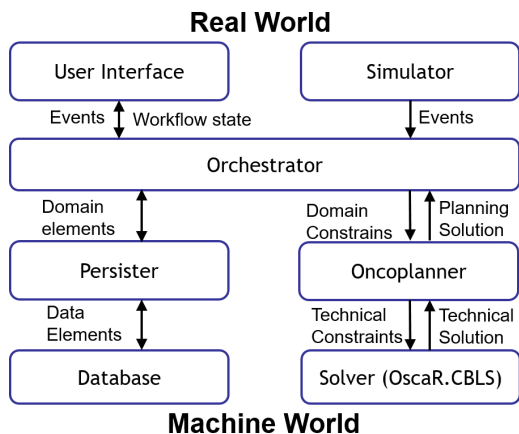 Real World
User Interface
Simulator
Events
Workflow state
Events
Orchestrator
Domain
elements
Domain
Constrains
Planning
Solution
Persister
Oncoplanner
Data
Elements
Technical
Constraints
Technical
Solution
Database
Solver (OscaR.CBLS)
Machine World